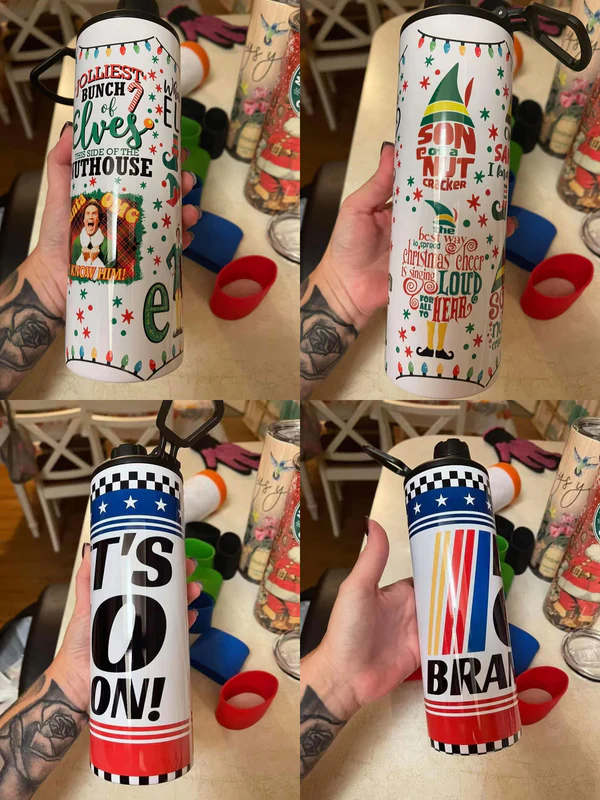 JOLLIEST
BUNCH
of
Elves
THIS SIDE OF THE
NUTHOUSE
I KNOW HIM!
e
SON
of a
NUT
cracker
the
best way
to spread
christmas cheer
is singing
LOUD
FOR
ALL
TO
HEAR
T'S
O
ON!
BRAN